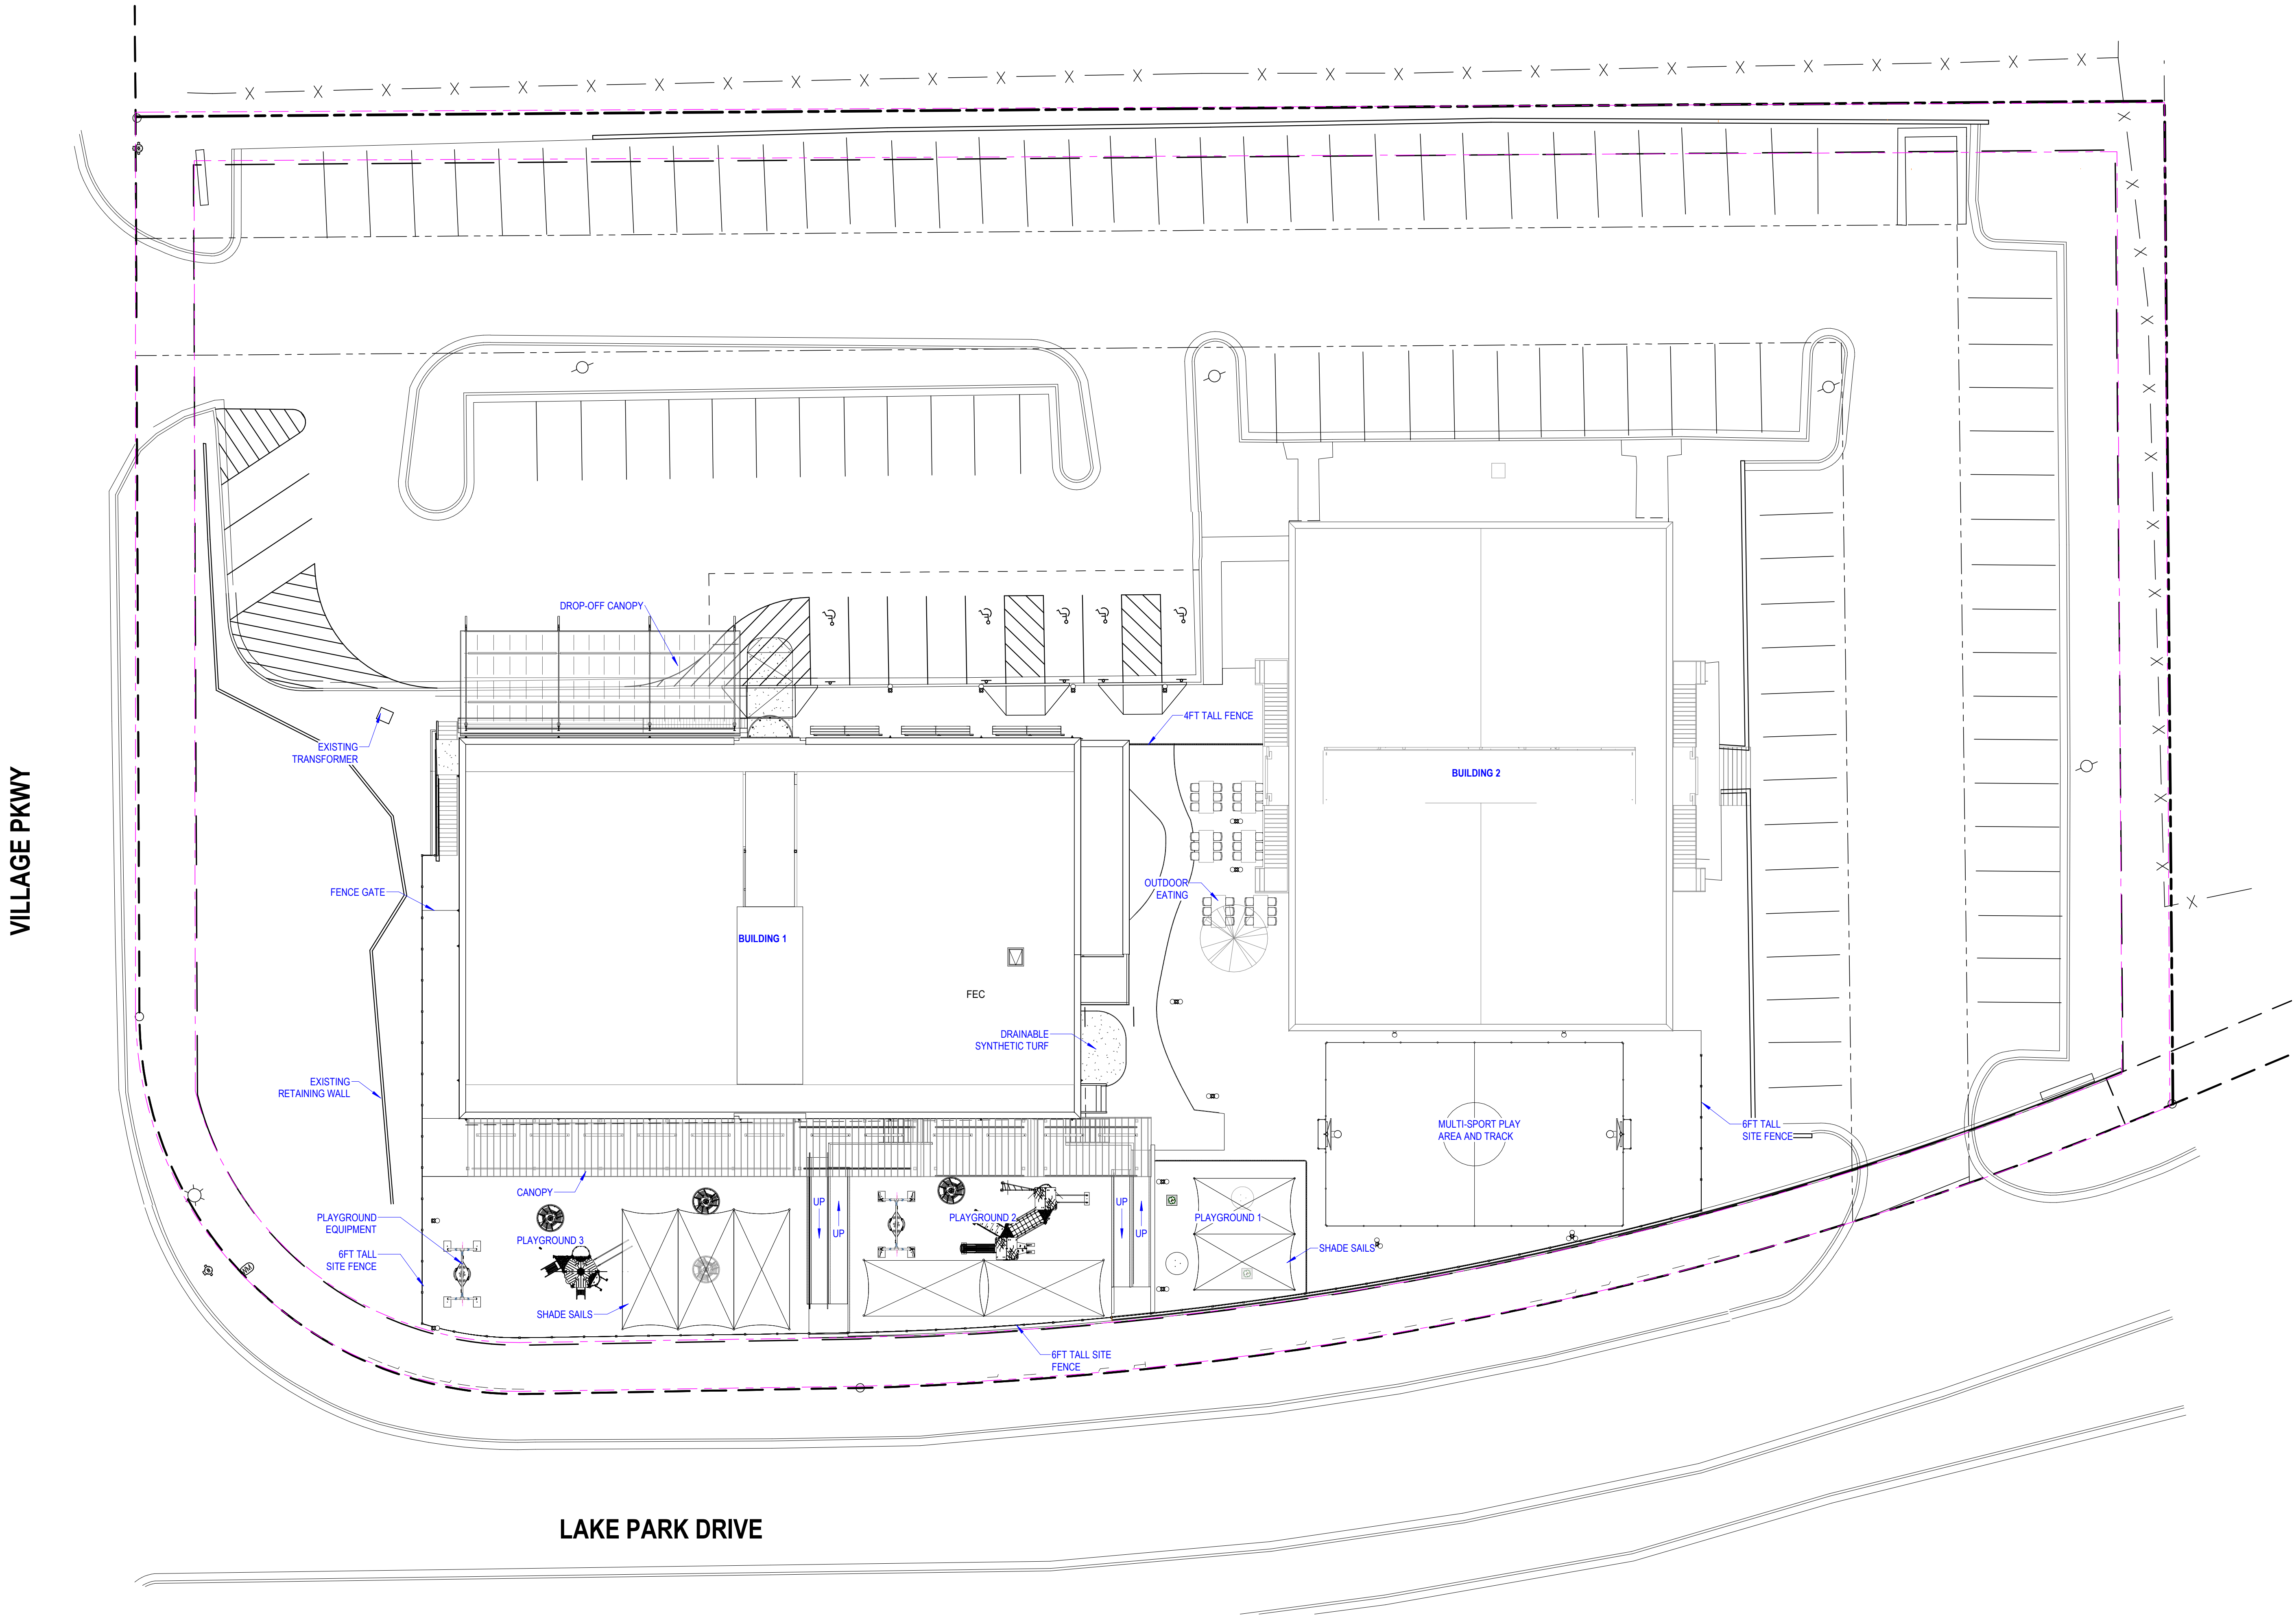 DROP-OFF CANOPY
4FT TALL FENCE
EXISTING
TRANSFORMER
BUILDING 2
VILLAGE PKWY
OUTDOOR
EATING
FENCE GATE
BUILDING 1
FEC
DRAINABLE
SYNTHETIC TURF
EXISTING
RETAINING WALL
MULTI-SPORT PLAY
AREA AND TRACK
6FT TALL
SITE FENCE
CANOPY
UP
UP
UP
UP
PLAYGROUND
EQUIPMENT
PLAYGROUND 2
PLAYGROUND 1
PLAYGROUND 3
6FT TALL
SITE FENCE
SHADE SAILS
SHADE SAILS
6FT TALL SITE
FENCE
LAKE PARK DRIVE